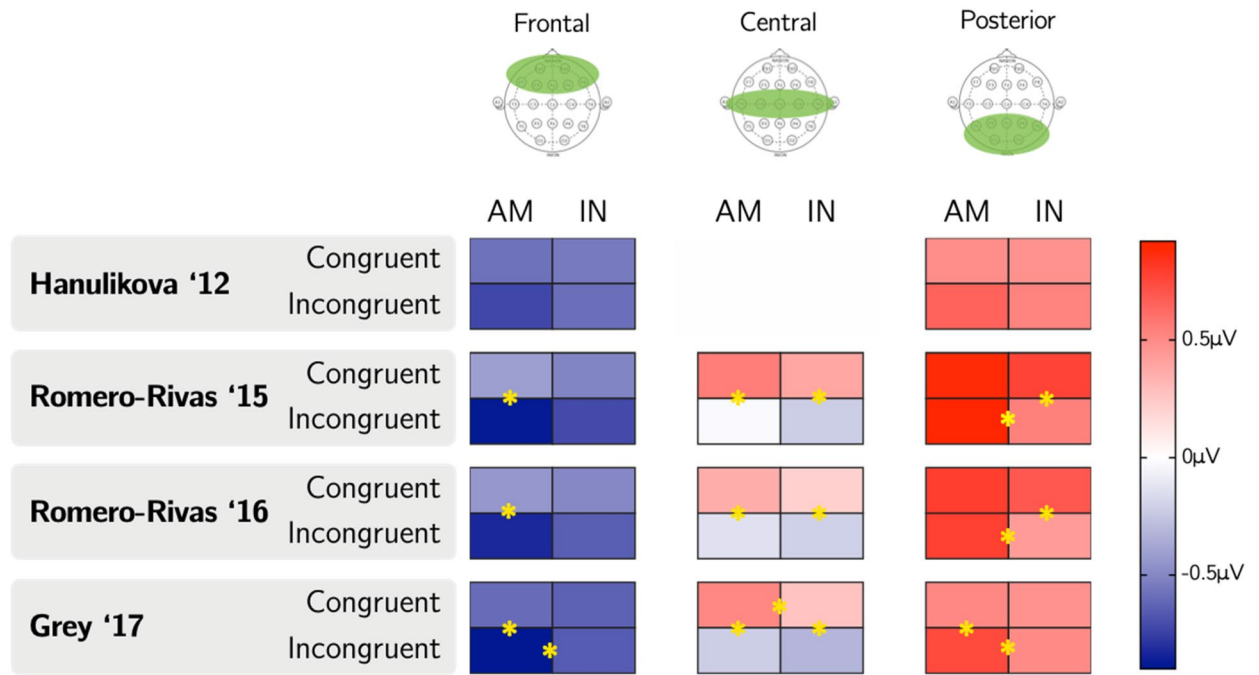 Frontal Central Posterior
AM IN AM IN AM IN
Hanulikova ‘12
Congruent
Incongruent
Romero-Rivas ‘15
Congruent
Incongruent
Romero-Rivas ‘16
Congruent
Incongruent
Grey ‘17
Congruent
Incongruent
0.5µV
0µV
-0.5µV